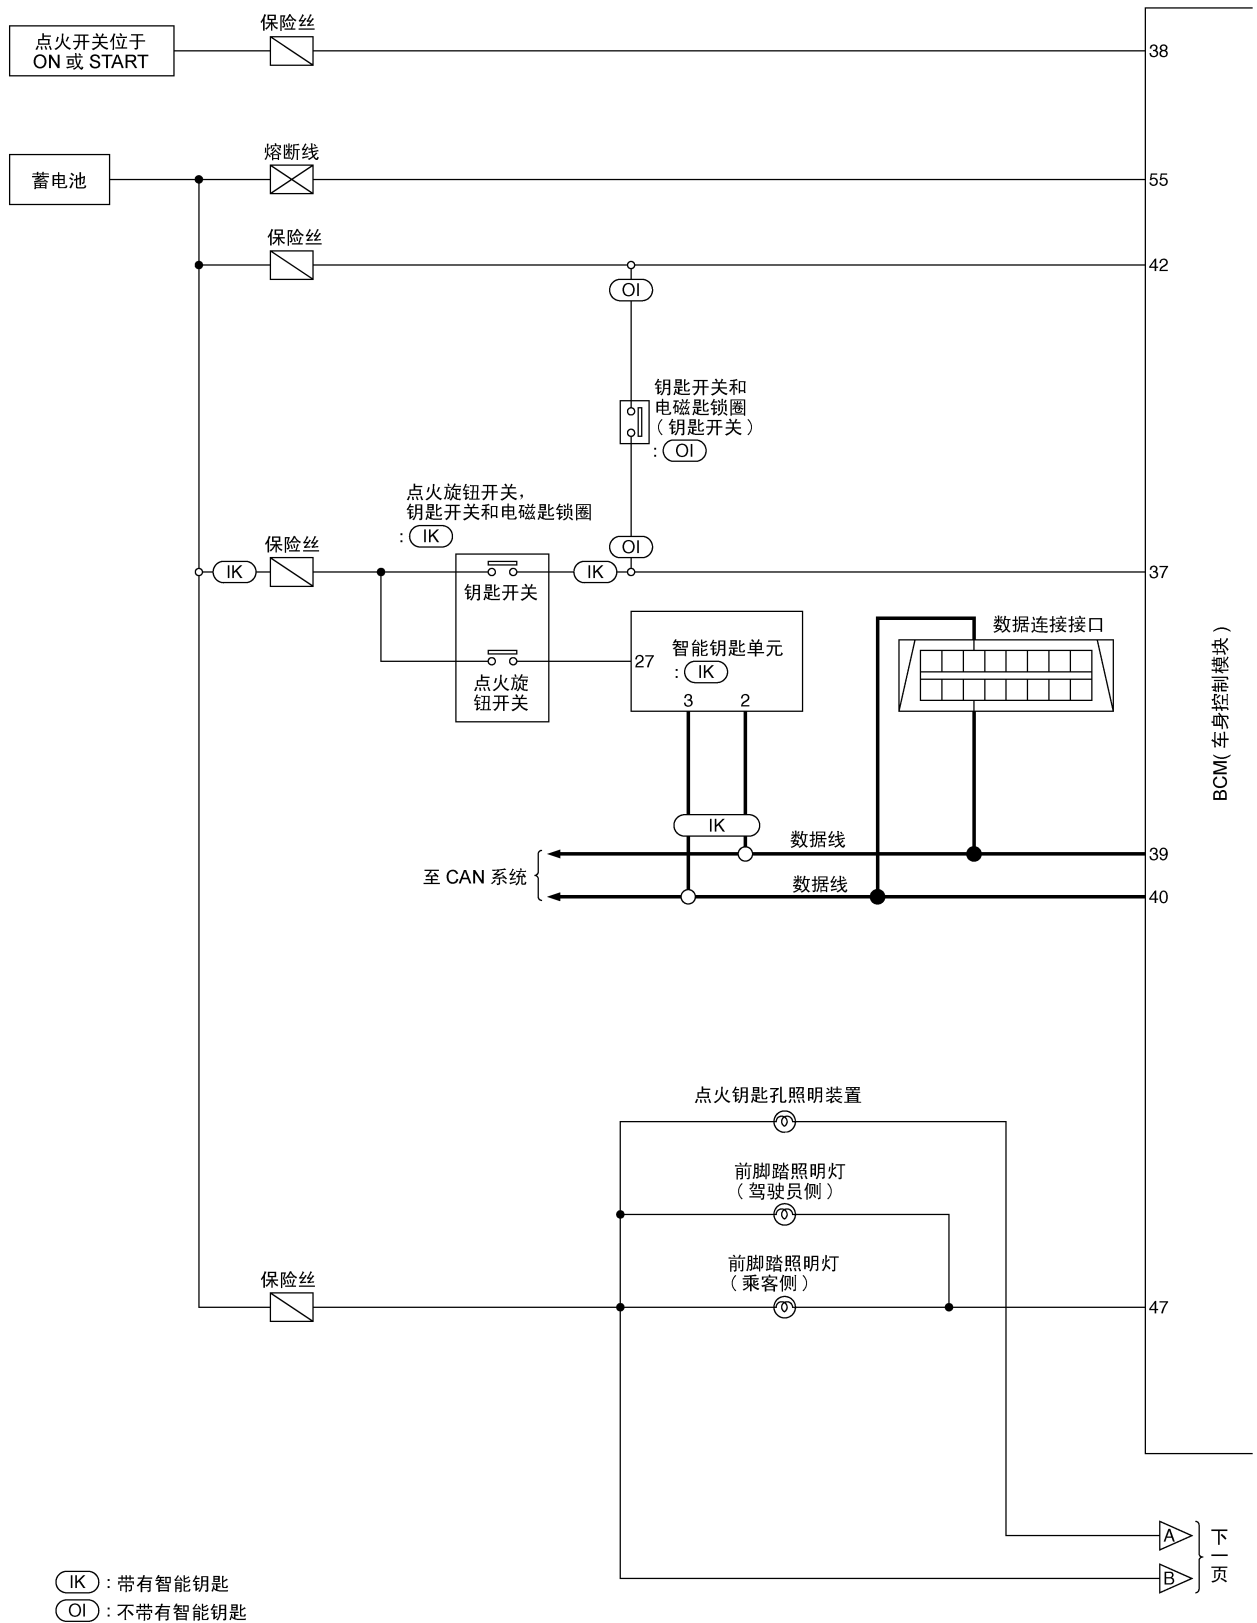 点火开关位于
ON 或 START
保险丝
38
蓄电池
熔断线
55
保险丝
42
OI
钥匙开关和
电磁匙锁圈
（钥匙开关）
: OI
点火旋钮开关，
钥匙开关和电磁匙锁圈
: IK
OI
IK
保险丝
钥匙开关
IK
37
点火旋
钮开关
27
智能钥匙单元
: IK
3
2
数据连接接口
BCM(车身控制模块)
IK
数据线
39
至 CAN 系统
数据线
40
点火钥匙孔照明装置
前脚踏照明灯
（驾驶员侧）
前脚踏照明灯
（乘客侧）
保险丝
47
A
B
下一页
IK : 带有智能钥匙
OI : 不带有智能钥匙